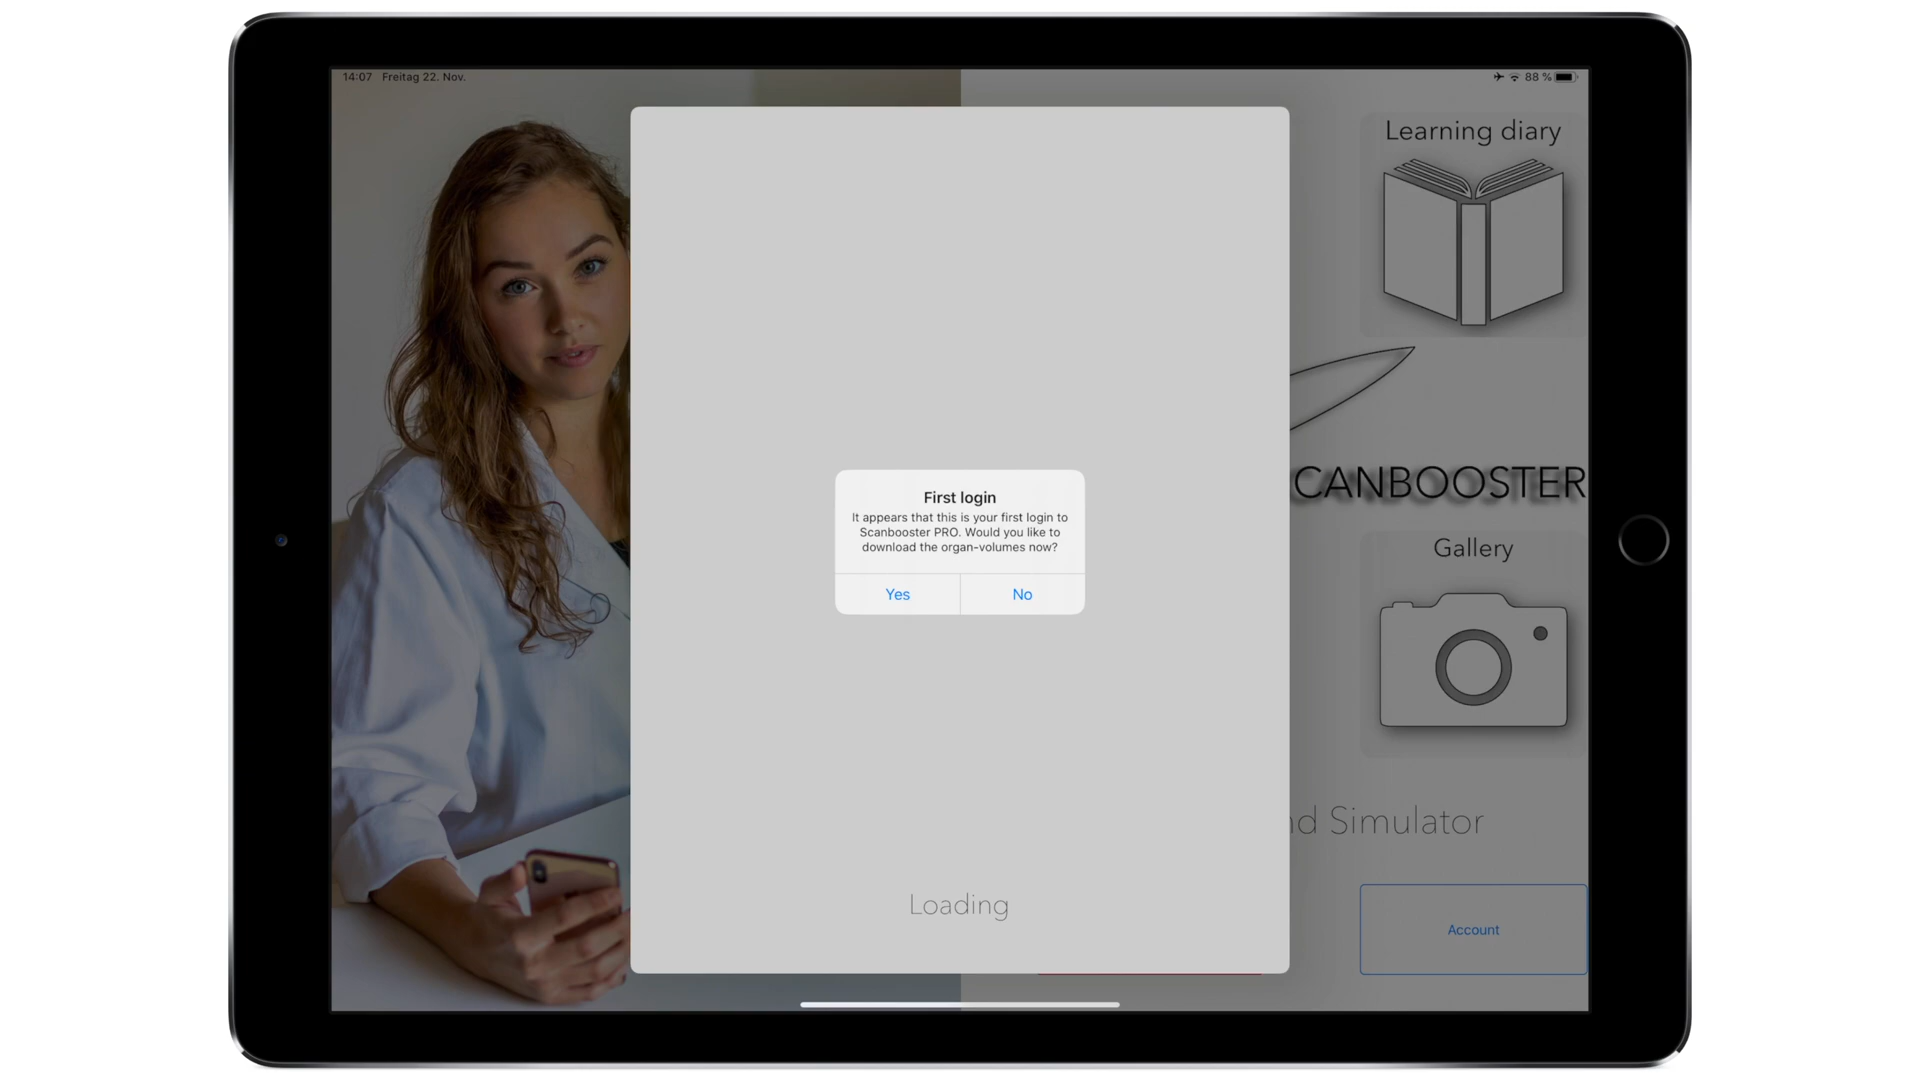 14:07 Freitag 22. Nov.
88 %
Learning diary
CANBOOSTER
Gallery
First login
It appears that this is your first login to
Scanbooster PRO. Would you like to
download the organ-volumes now?
Yes No
nd Simulator
Loading
Account